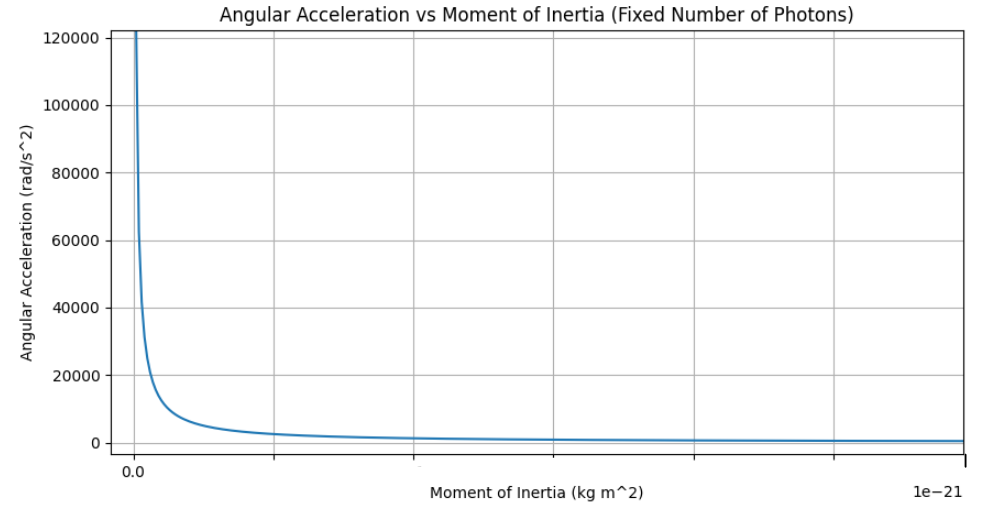 Angular Acceleration vs Moment of Inertia (Fixed Number of Photons)
120000
100000
80000
60000
40000
20000
0
Angular Acceleration (rad/s^2)
0.0
Moment of Inertia (kg m^2)
1e−21